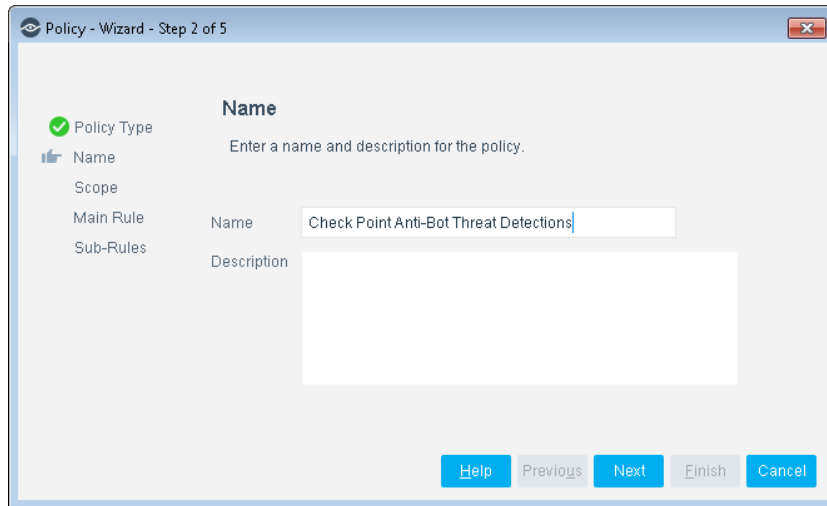 Policy - Wizard - Step 2 of 5
Policy Type
Name
Scope
Main Rule
Sub-Rules
Name
Enter a name and description for the policy.
Name
Check Point Anti-Bot Threat Detections
Description
Help
Previous
Next
Finish
Cancel